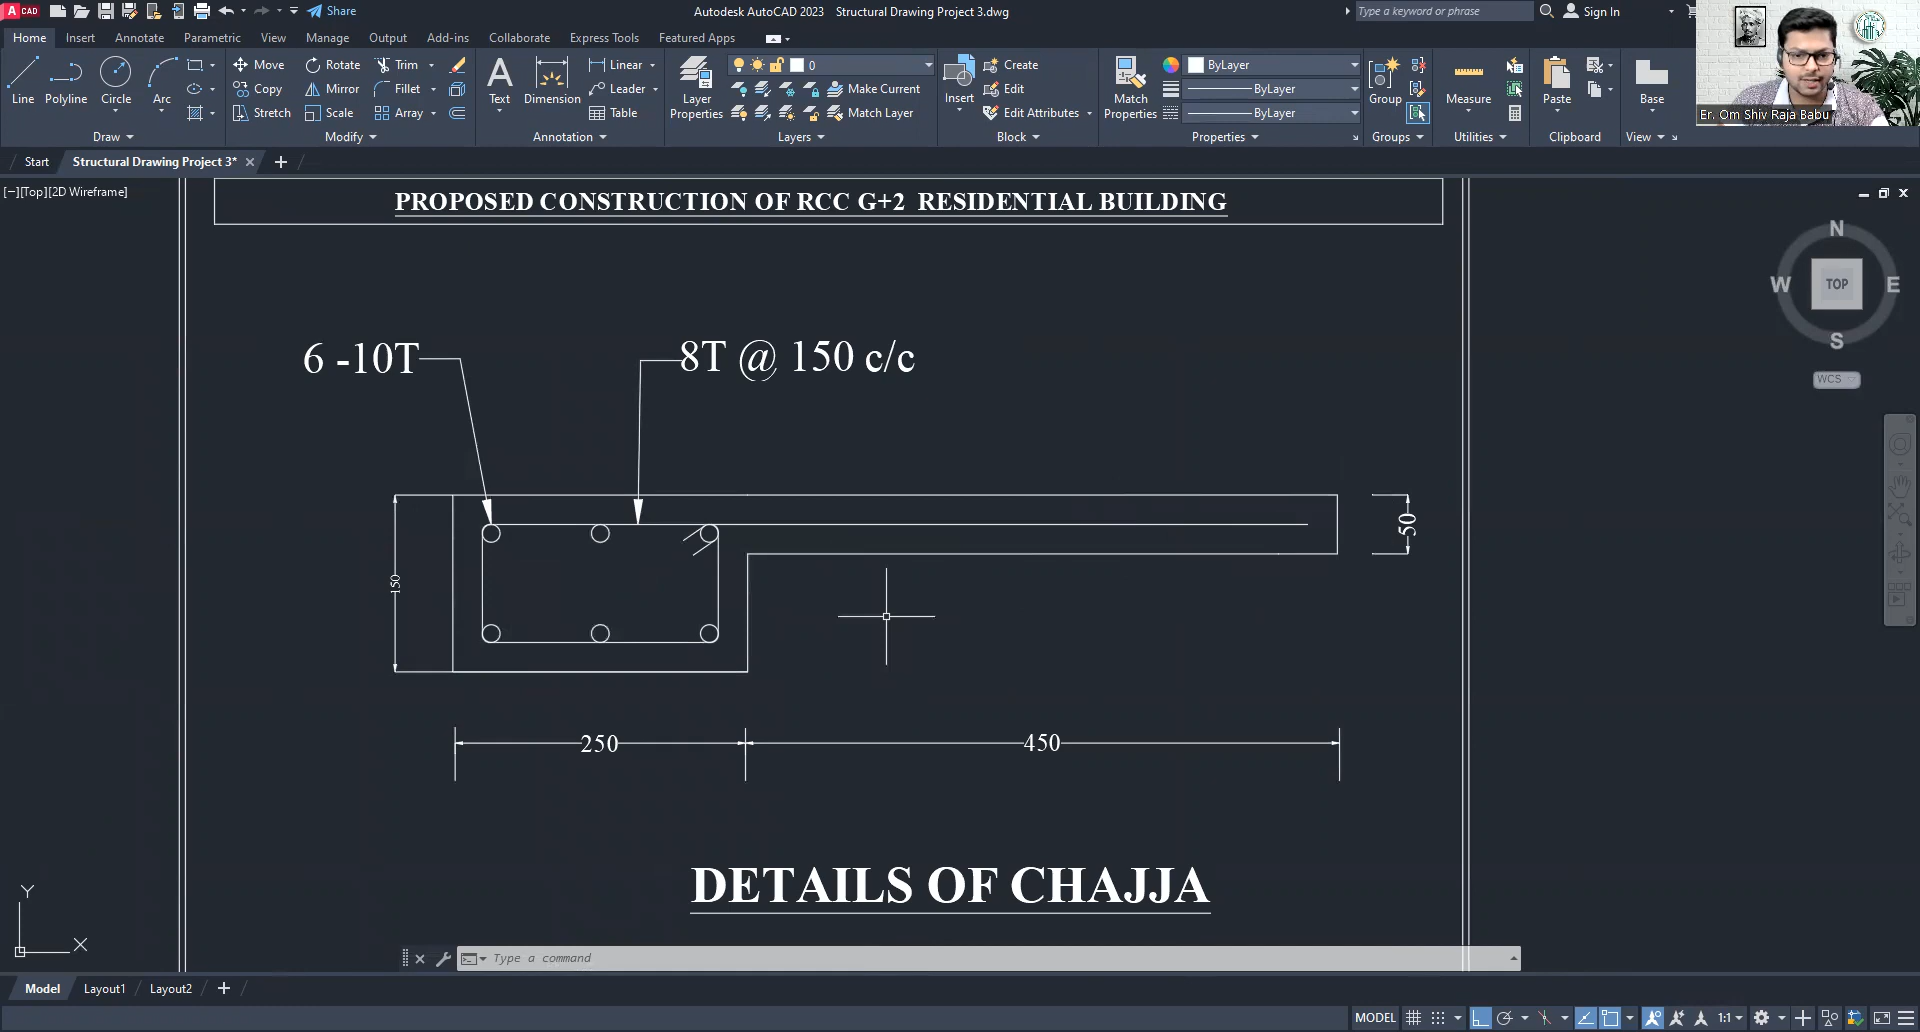 CAD
Share
Autodesk AutoCAD 2023 Structural Drawing Project 3.dwg
Type a keyword or phrase
Sign In
Home Insert Annotate Parametric View Manage Output Add-ins Collaborate Express Tools Featured Apps
Line Polyline Circle Arc
Move Rotate Trim
Copy Mirror Fillet
Stretch Scale Array
Text Dimension
Linear
Leader
Table
Layer Properties
0
Make Current
Match Layer
Insert
Create
Edit
Edit Attributes
Match Properties
ByLayer
ByLayer
ByLayer
Group
Measure
Paste
Base
Draw Modify Annotation Layers Block Properties Groups Utilities Clipboard View
Er. Om Shiv Raja Babu
Start Structural Drawing Project 3*
[−][Top][2D Wireframe]
PROPOSED CONSTRUCTION OF RCC G+2 RESIDENTIAL BUILDING
N
W TOP E
S
WCS
6 -10T
8T @ 150 c/c
50
150
250
450
DETAILS OF CHAJJA
Y
X
Type a command
Model Layout1 Layout2
MODEL
1:1